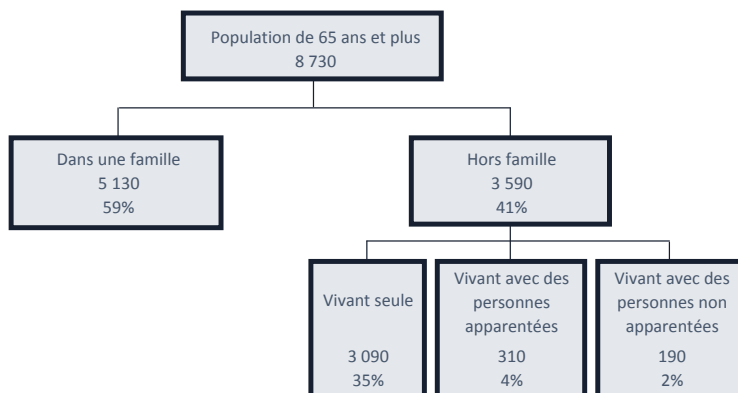 Population de 65 ans et plus
8 730
Dans une famille
5 130
59%
Hors famille
3 590
41%
Vivant seule
3 090
35%
Vivant avec des
personnes
apparentées
310
4%
Vivant avec des
personnes non
apparentées
190
2%